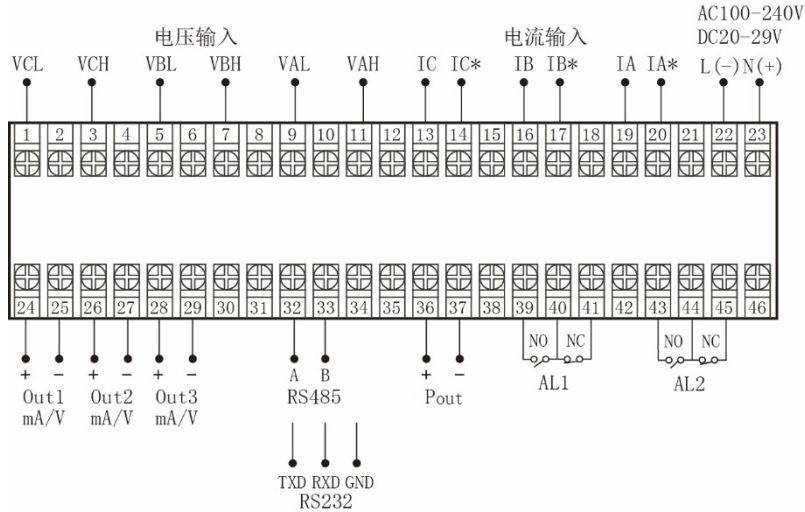 AC100-240V
电压输入 电流输入 DC20-29V
VCL VCH VBL VBH VAL VAH IC IC* IB IB* IA IA* L(-) N(+)
1 2 3 4 5 6 7 8 9 10 11 12 13 14 15 16 17 18 19 20 21 22 23
24 25 26 27 28 29 30 31 32 33 34 35 36 37 38 39 40 41 42 43 44 45 46
NO NC NO NC
+ - + - + - A B + -
Out1 Out2 Out3 RS485 Pout AL1 AL2
mA/V mA/V mA/V
TXD RXD GND
RS232